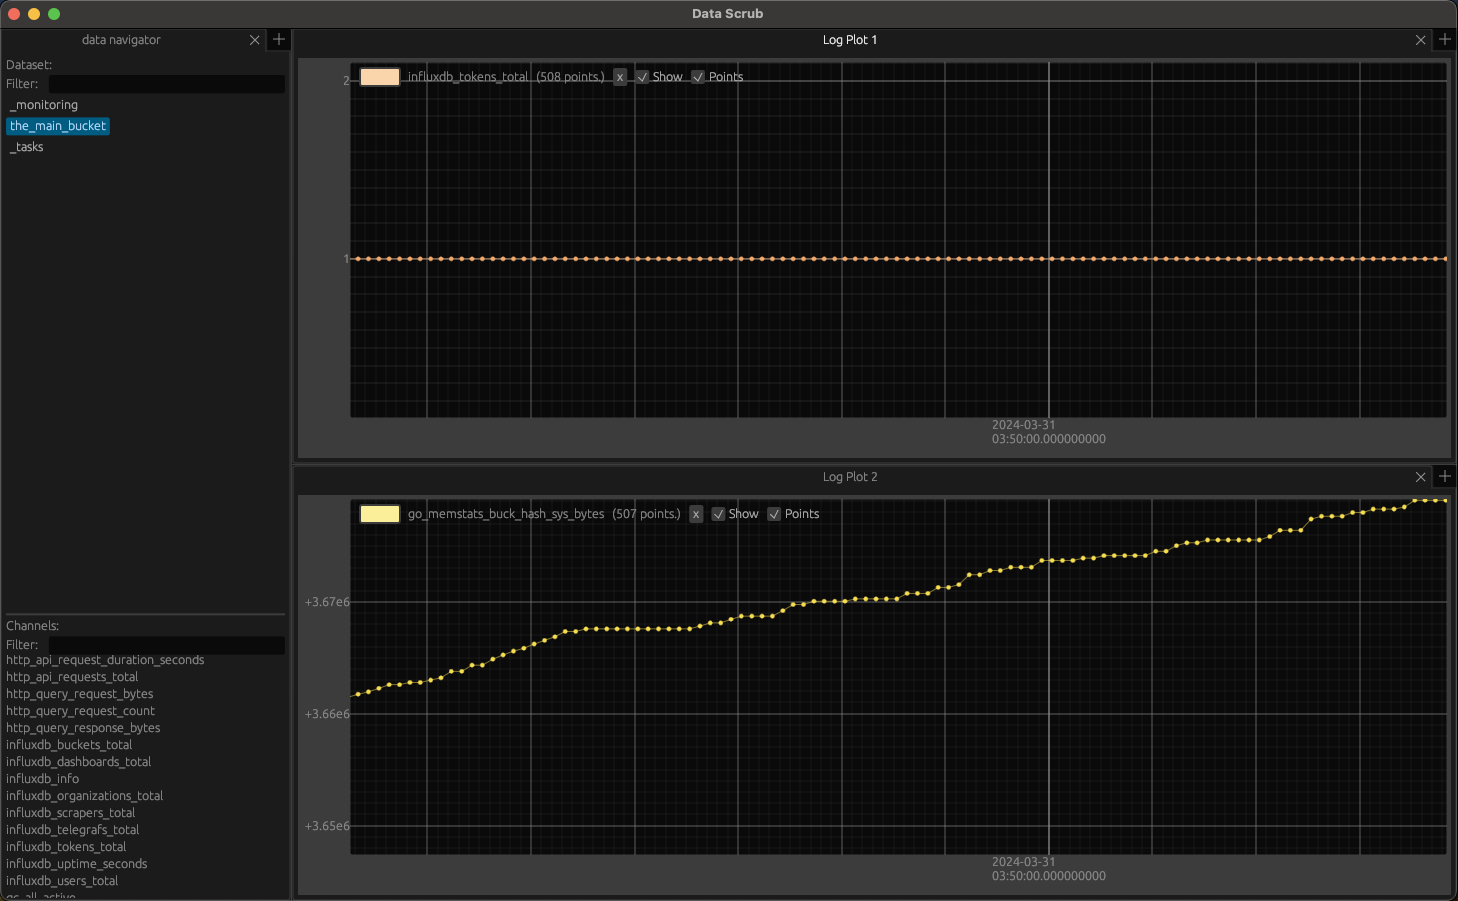 Data Scrub
data navigator
Dataset:
Filter:
_monitoring
the_main_bucket
_tasks
Channels:
Filter:
http_api_request_duration_seconds
http_api_requests_total
http_query_request_bytes
http_query_request_count
http_query_response_bytes
influxdb_buckets_total
influxdb_dashboards_total
influxdb_info
influxdb_organizations_total
influxdb_scrapers_total
influxdb_telegrafs_total
influxdb_tokens_total
influxdb_uptime_seconds
influxdb_users_total
Log Plot 1
influxdb_tokens_total (508 points.) x Show Points
2
1
2024-03-31
03:50:00.000000000
Log Plot 2
go_memstats_buck_hash_sys_bytes (507 points.) x Show Points
+3.67e6
+3.66e6
+3.65e6
2024-03-31
03:50:00.000000000